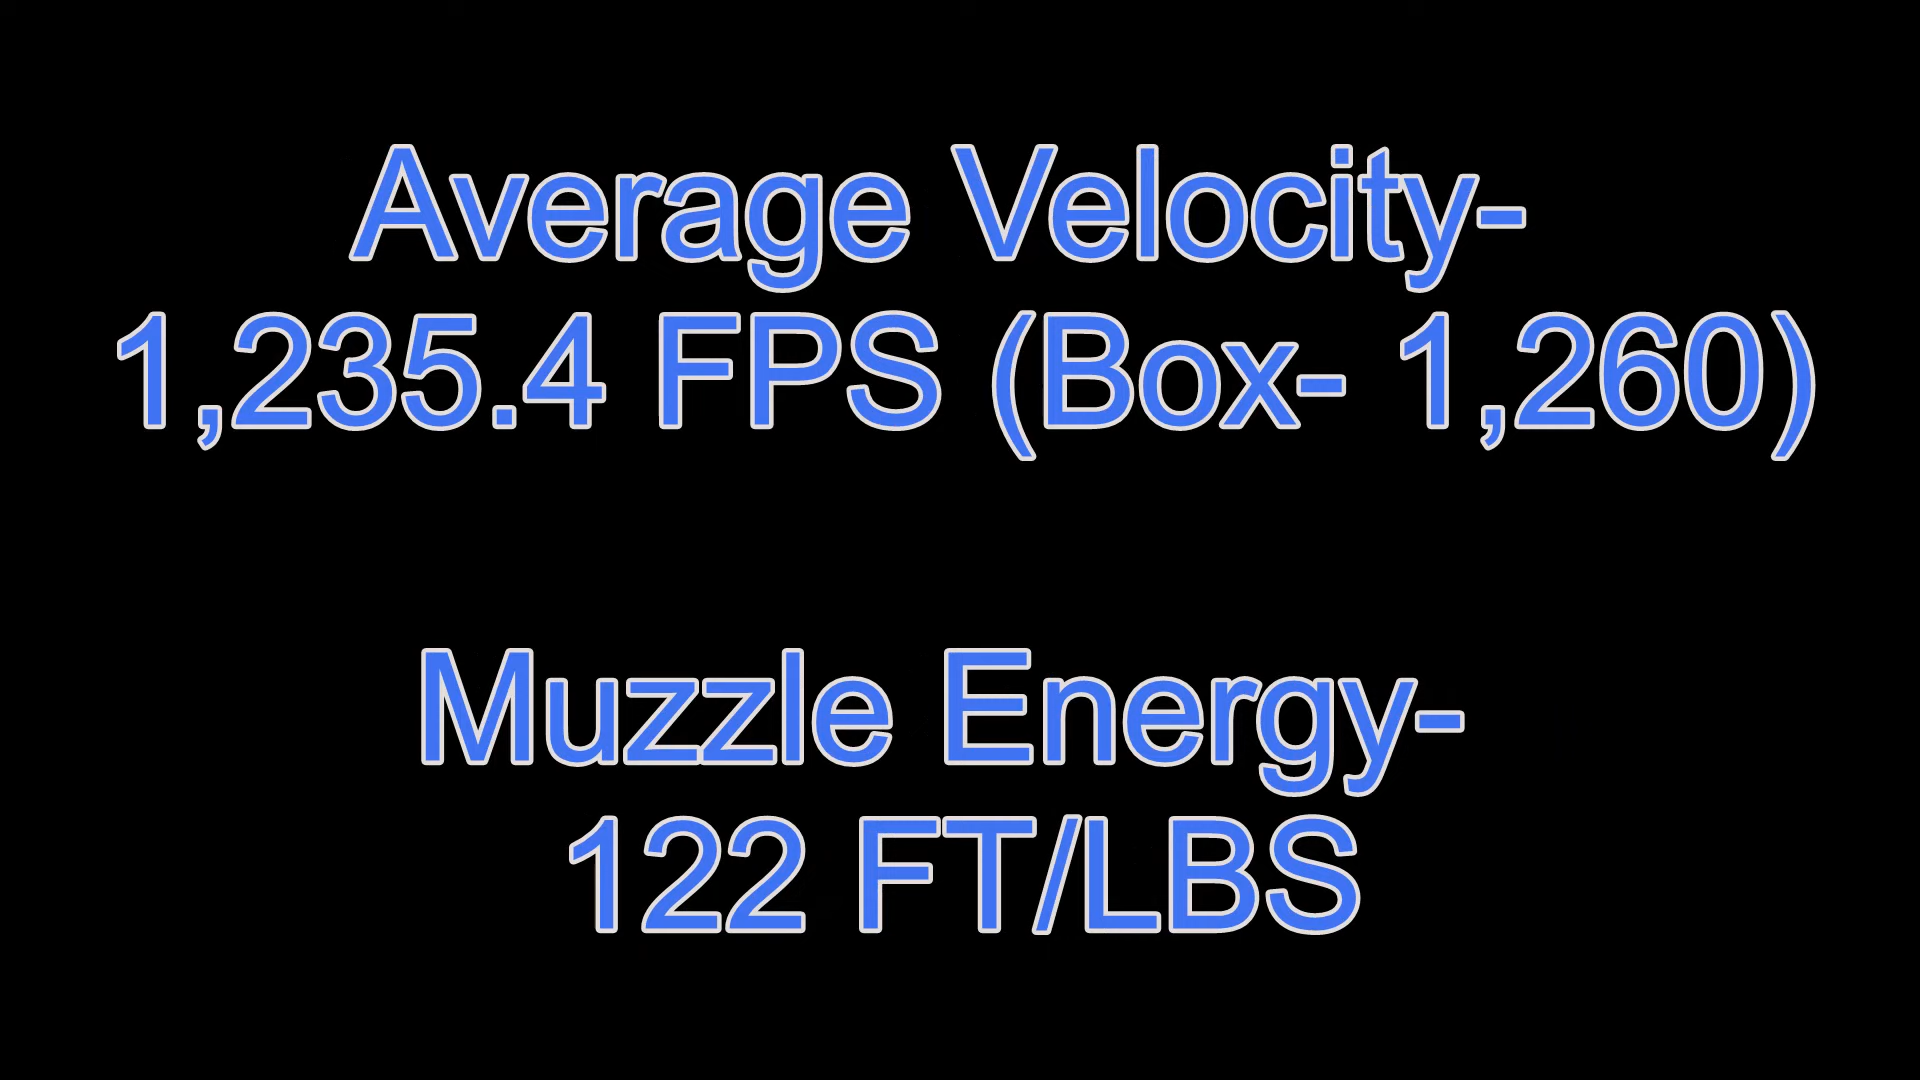 Average Velocity-
1,235.4 FPS (Box- 1,260)
Muzzle Energy-
122 FT/LBS